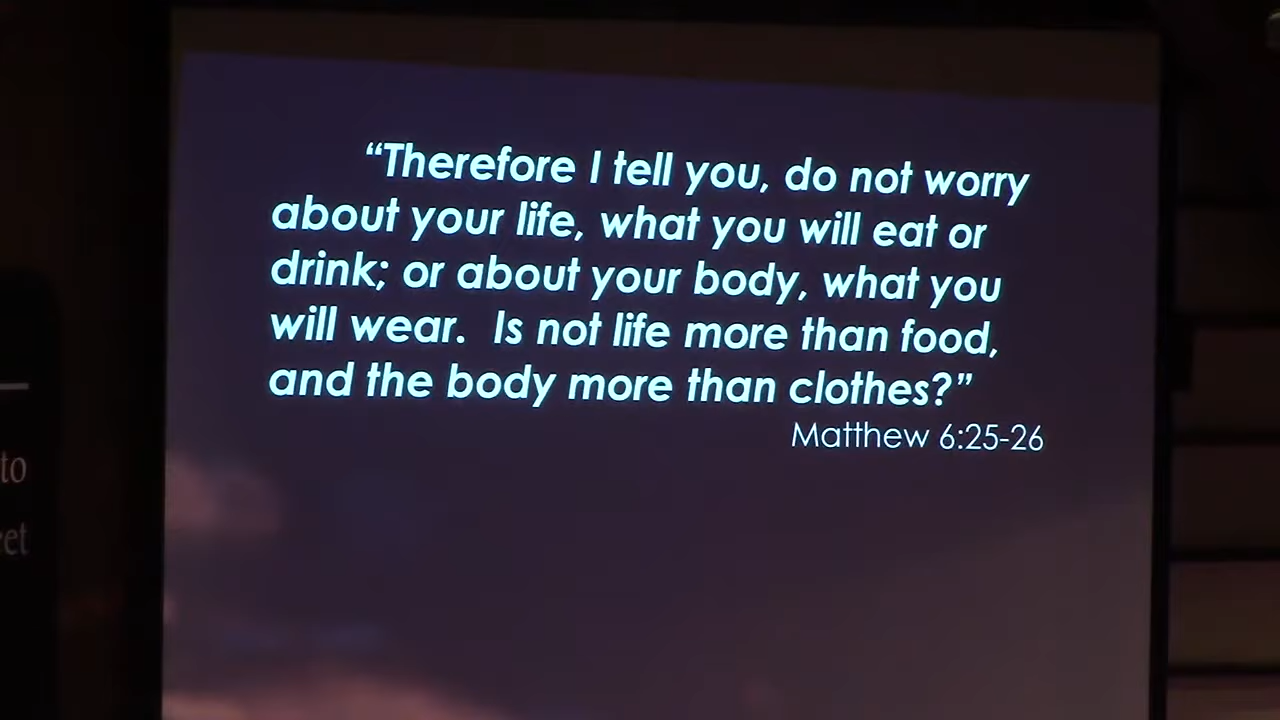 “Therefore I tell you, do not worry
about your life, what you will eat or
drink; or about your body, what you
will wear.  Is not life more than food,
and the body more than clothes?”
Matthew 6:25-26
to